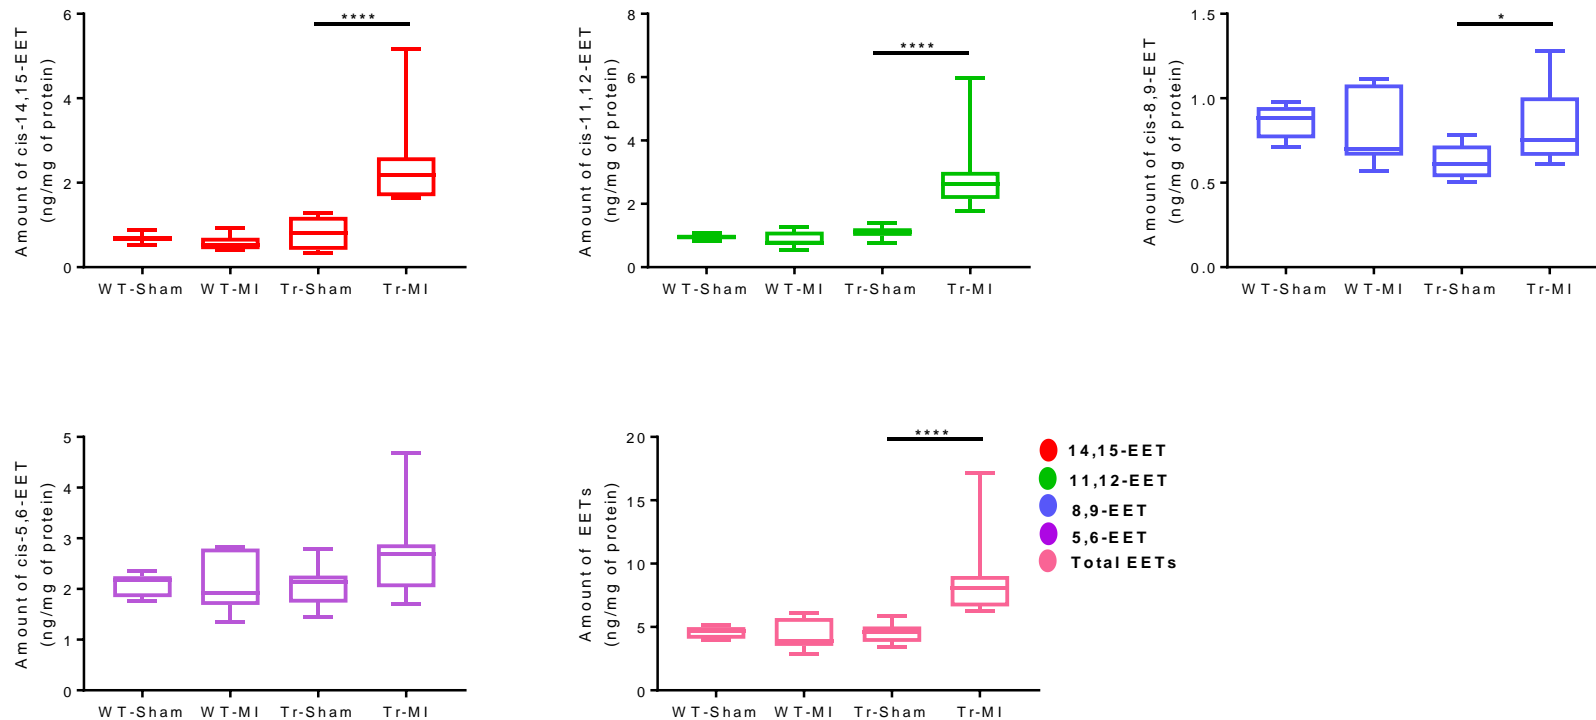 Amount of cis-14,15-EET
(ng/mg of protein)
6
4
2
0
****
WT-Sham WT-MI Tr-Sham Tr-MI
Amount of cis-11,12-EET
(ng/mg of protein)
8
6
4
2
0
****
WT-Sham WT-MI Tr-Sham Tr-MI
Amount of cis-8,9-EET
(ng/mg of protein)
1.5
1.0
0.5
0.0
*
WT-Sham WT-MI Tr-Sham Tr-MI
Amount of cis-5,6-EET
(ng/mg of protein)
5
4
3
2
1
0
WT-Sham WT-MI Tr-Sham Tr-MI
Amount of EETs
(ng/mg of protein)
20
15
10
5
0
****
WT-Sham WT-MI Tr-Sham Tr-MI
14,15-EET
11,12-EET
8,9-EET
5,6-EET
Total EETs